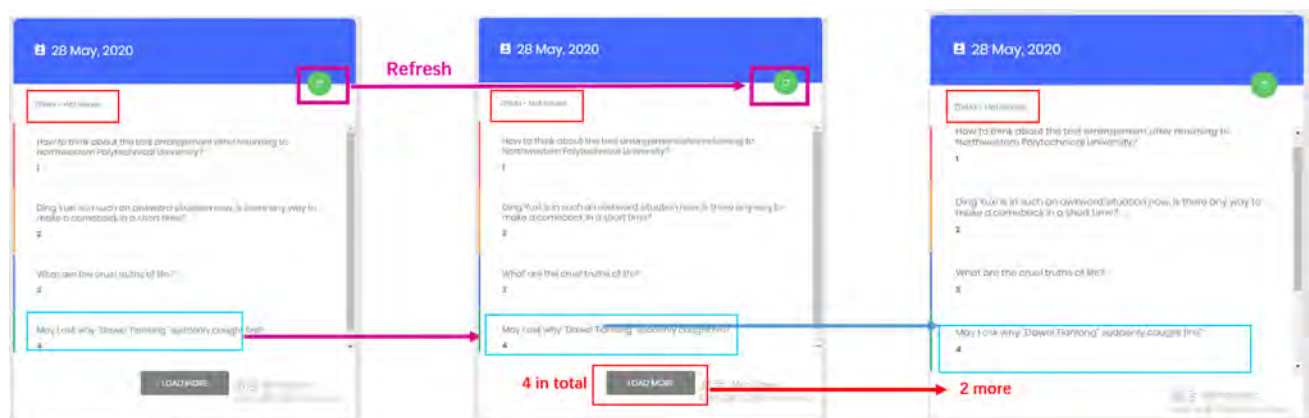 28 May, 2020
How to think about the test arrangement after returning to
Northwestern Polytechnical University?
1
Ding Yuxi is in such an awkward situation now, is there any way to
make a comeback in a short time?
2
What are the cruel truths of life?
3
May I ask why "Dawei Tianlong" suddenly caught fire?
4
LOAD MORE
Refresh
28 May, 2020
How to think about the test arrangement after returning to
Northwestern Polytechnical University?
1
Ding Yuxi is in such an awkward situation now, is there any way to
make a comeback in a short time?
2
What are the cruel truths of life?
3
May I ask why "Dawei Tianlong" suddenly caught fire?
4
4 in total
LOAD MORE
28 May, 2020
How to think about the test arrangement after returning to
Northwestern Polytechnical University?
1
Ding Yuxi is in such an awkward situation now, is there any way to
make a comeback in a short time?
2
What are the cruel truths of life?
3
May I ask why "Dawei Tianlong" suddenly caught fire?
4
2 more